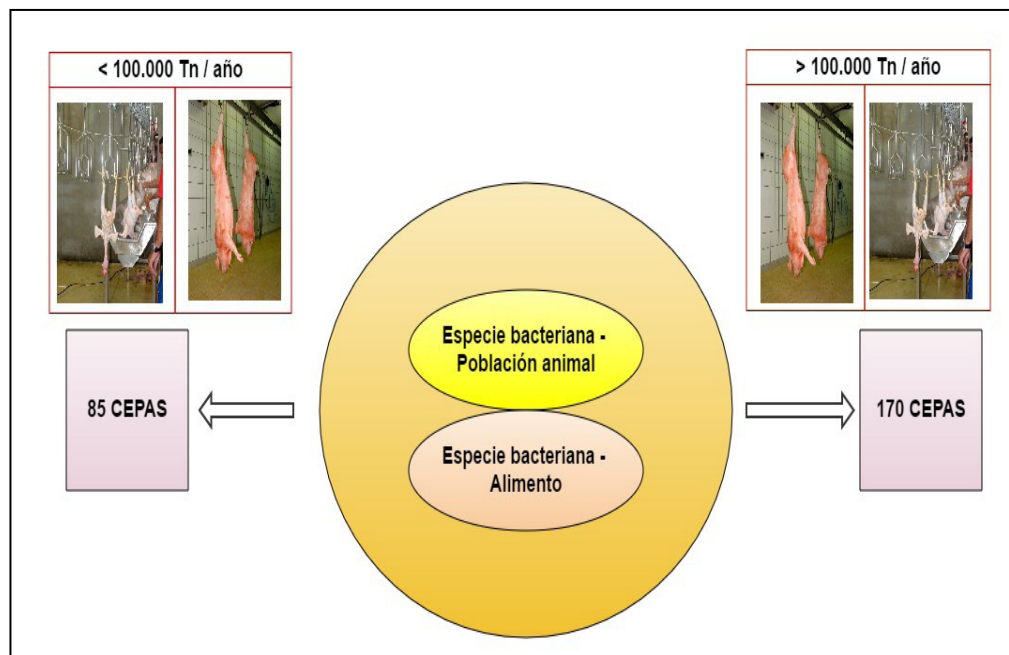 < 100.000 Tn / año
> 100.000 Tn / año
Especie bacteriana -
Población animal
85 CEPAS
170 CEPAS
Especie bacteriana -
Alimento